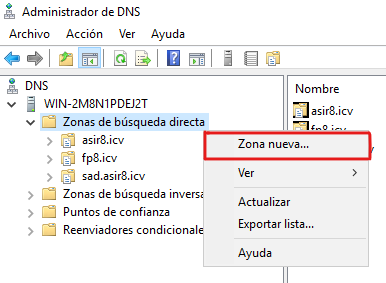 Administrador de DNS
Archivo Acción Ver Ayuda
DNS
WIN-2M8N1PDEJ2T
Zonas de búsqueda directa
asir8.icv
fp8.icv
sad.asir8.icv
Zonas de búsqueda inversa
Puntos de confianza
Reenviadores condicionale
Nombre
asir8.icv
fp8.icv
Zona nueva...
Ver
Actualizar
Exportar lista...
Ayuda